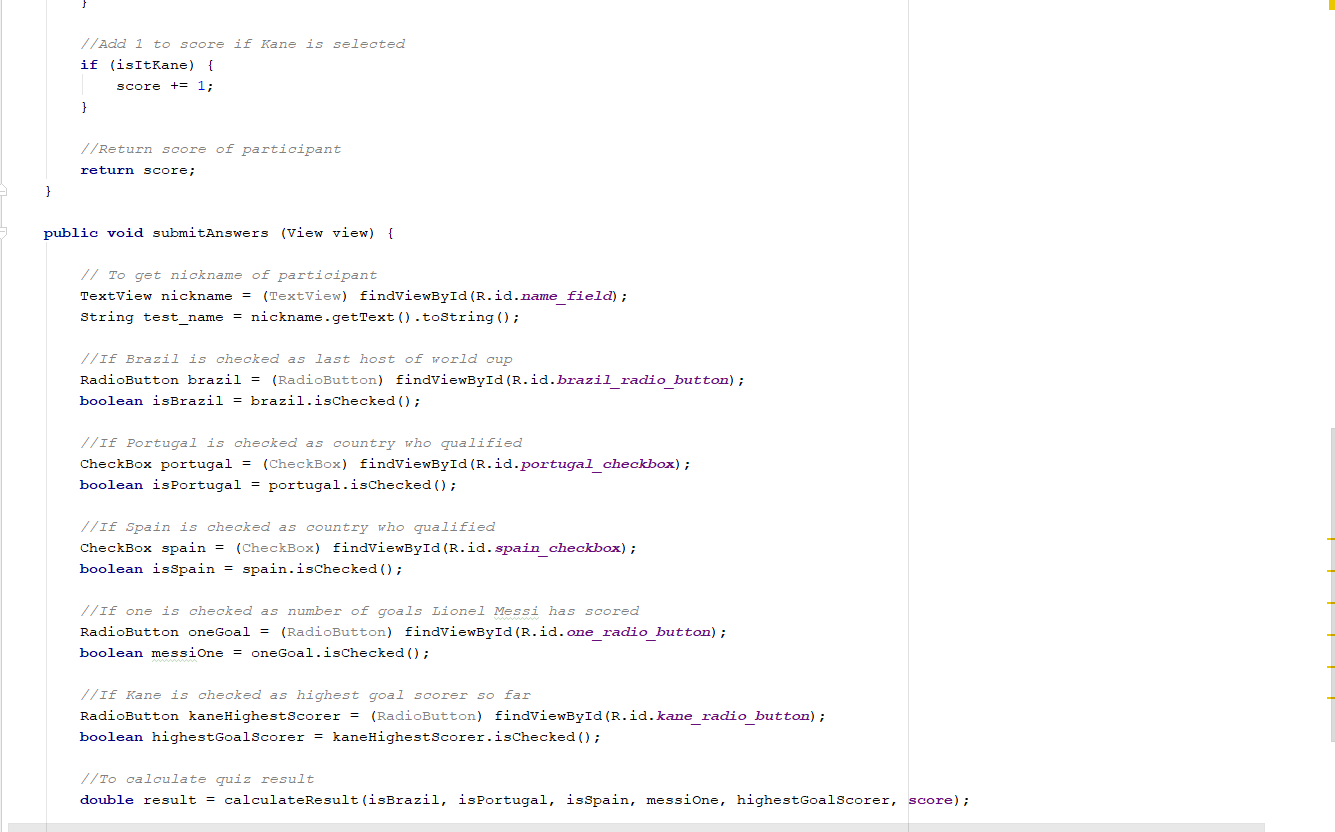 }
//Add 1 to score if Kane is selected
if (isItKane) {
score += 1;
}
//Return score of participant
return score;
}
public void submitAnswers (View view) {
// To get nickname of participant
TextView nickname = (TextView) findViewById(R.id.name_field);
String test_name = nickname.getText().toString();
//If Brazil is checked as last host of world cup
RadioButton brazil = (RadioButton) findViewById(R.id.brazil_radio_button);
boolean isBrazil = brazil.isChecked();
//If Portugal is checked as country who qualified
CheckBox portugal = (CheckBox) findViewById(R.id.portugal_checkbox);
boolean isPortugal = portugal.isChecked();
//If Spain is checked as country who qualified
CheckBox spain = (CheckBox) findViewById(R.id.spain_checkbox);
boolean isSpain = spain.isChecked();
//If one is checked as number of goals Lionel Messi has scored
RadioButton oneGoal = (RadioButton) findViewById(R.id.one_radio_button);
boolean messiOne = oneGoal.isChecked();
//If Kane is checked as highest goal scorer so far
RadioButton kaneHighestScorer = (RadioButton) findViewById(R.id.kane_radio_button);
boolean highestGoalScorer = kaneHighestScorer.isChecked();
//To calculate quiz result
double result = calculateResult(isBrazil, isPortugal, isSpain, messiOne, highestGoalScorer, score);